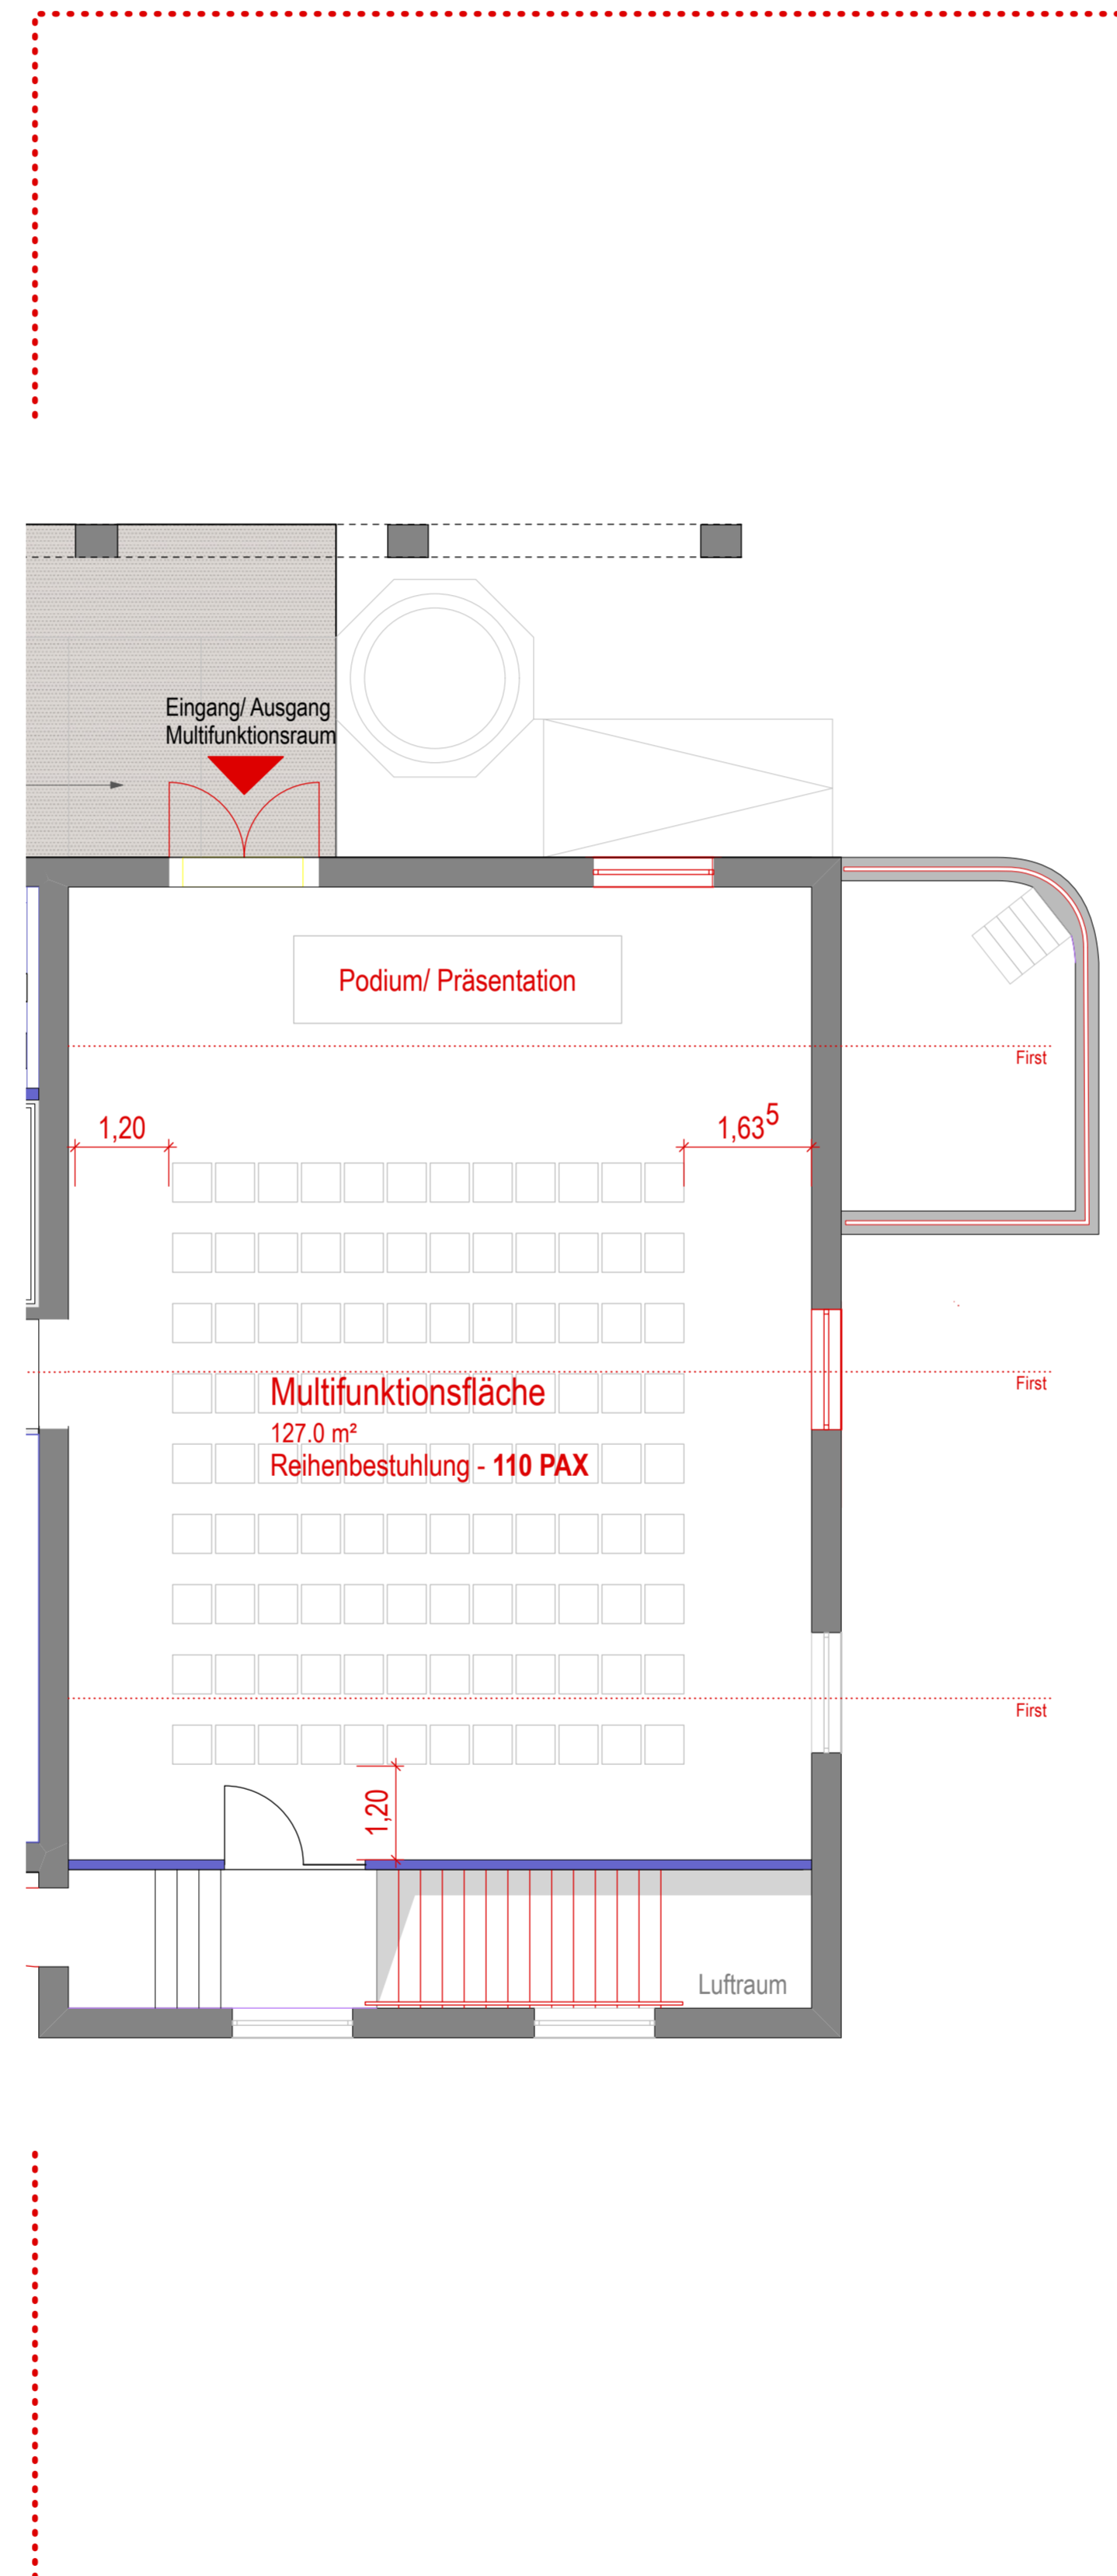 Eingang/ Ausgang
Multifunktionsraum
Podium/ Präsentation
First
1,20
1,63⁵
First
Multifunktionsfläche
127.0 m²
Reihenbestuhlung - 110 PAX
First
1,20
Luftraum